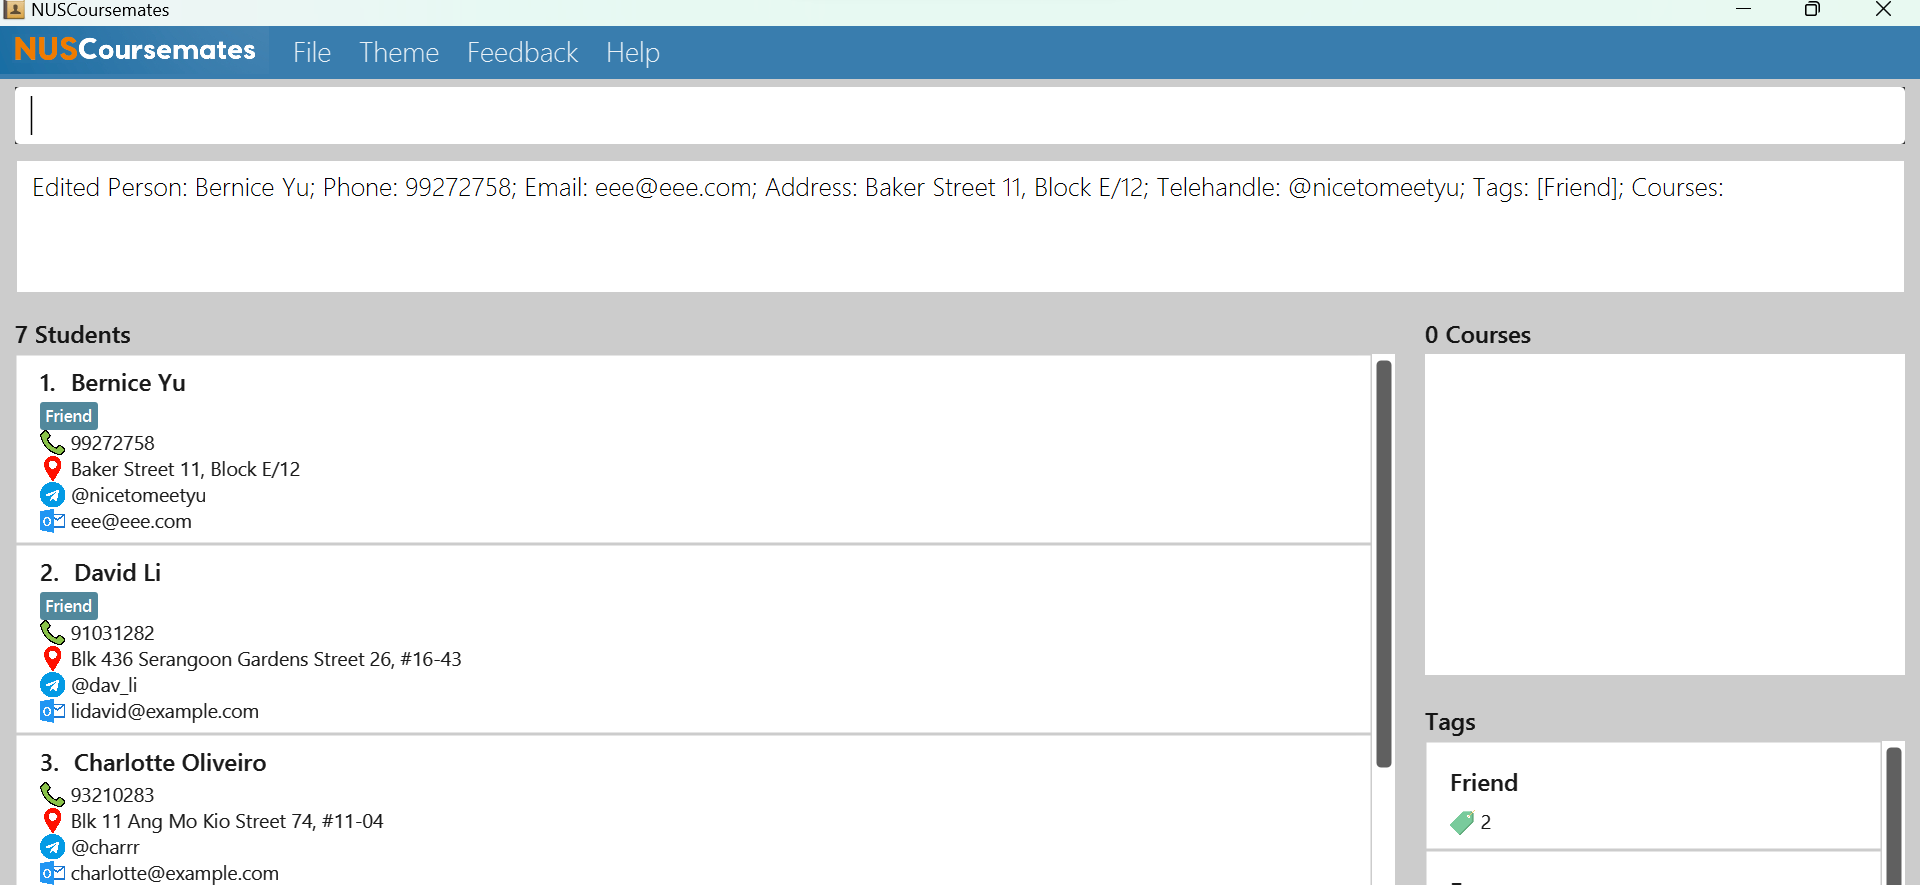 NUSCoursemates
NUSCoursemates File Theme Feedback Help
Edited Person: Bernice Yu; Phone: 99272758; Email: eee@eee.com; Address: Baker Street 11, Block E/12; Telehandle: @nicetomeetyu; Tags: [Friend]; Courses:
7 Students
1. Bernice Yu
Friend
99272758
Baker Street 11, Block E/12
@nicetomeetyu
eee@eee.com
2. David Li
Friend
91031282
Blk 436 Serangoon Gardens Street 26, #16-43
@dav_li
lidavid@example.com
3. Charlotte Oliveiro
93210283
Blk 11 Ang Mo Kio Street 74, #11-04
@charrr
charlotte@example.com
0 Courses
Tags
Friend
2